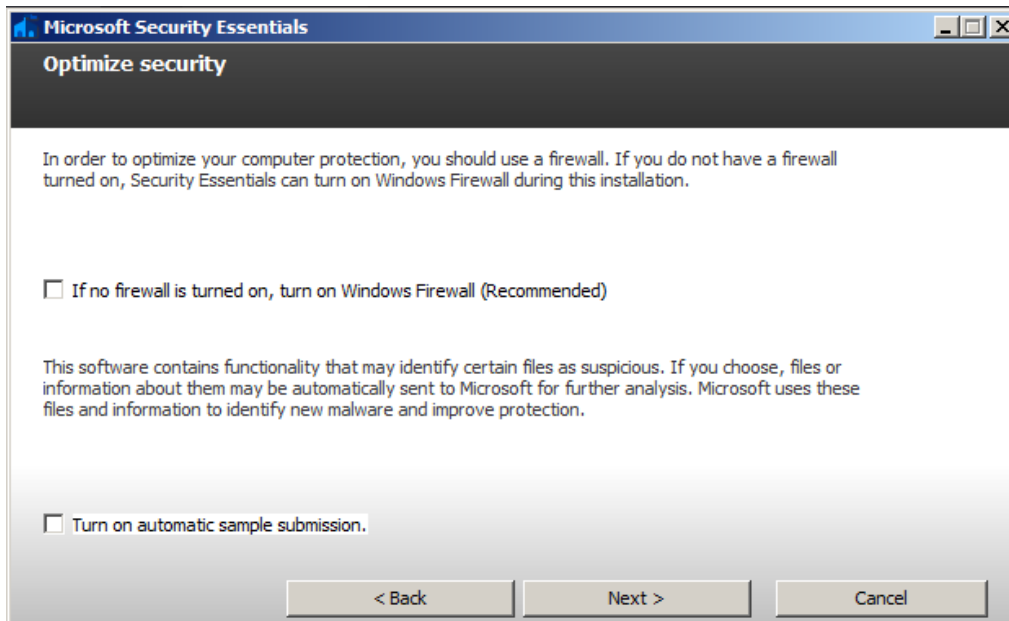 Microsoft Security Essentials
Optimize security
In order to optimize your computer protection, you should use a firewall. If you do not have a firewall
turned on, Security Essentials can turn on Windows Firewall during this installation.
If no firewall is turned on, turn on Windows Firewall (Recommended)
This software contains functionality that may identify certain files as suspicious. If you choose, files or
information about them may be automatically sent to Microsoft for further analysis. Microsoft uses these
files and information to identify new malware and improve protection.
Turn on automatic sample submission.
< Back Next > Cancel